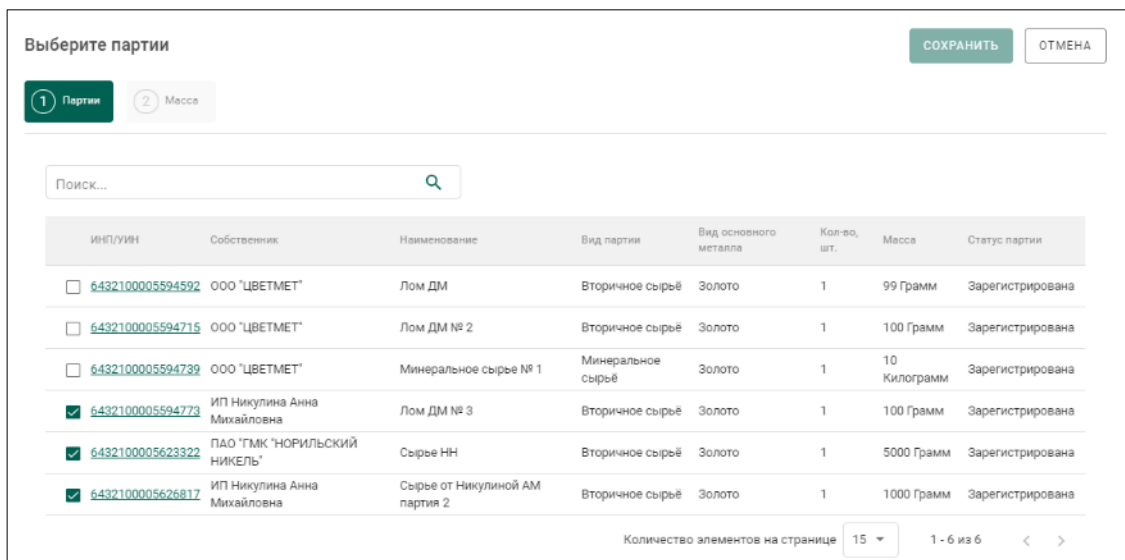 Выберите партии
СОХРАНИТЬ
ОТМЕНА
1 Партии
2 Масса
Поиск...
ИНП/УИН Собственник Наименование Вид партии Вид основного металла Кол-во, шт. Масса Статус партии
6432100005594592 ООО "ЦВЕТМЕТ" Лом ДМ Вторичное сырьё Золото 1 99 Грамм Зарегистрирована
6432100005594715 ООО "ЦВЕТМЕТ" Лом ДМ № 2 Вторичное сырьё Золото 1 100 Грамм Зарегистрирована
6432100005594739 ООО "ЦВЕТМЕТ" Минеральное сырье № 1 Минеральное сырьё Золото 1 10 Килограмм Зарегистрирована
6432100005594773 ИП Никулина Анна Михайловна Лом ДМ № 3 Вторичное сырьё Золото 1 100 Грамм Зарегистрирована
6432100005623322 ПАО "ГМК "НОРИЛЬСКИЙ НИКЕЛЬ" Сырье НН Вторичное сырьё Золото 1 5000 Грамм Зарегистрирована
6432100005626817 ИП Никулина Анна Михайловна Сырье от Никулиной АМ партия 2 Вторичное сырьё Золото 1 1000 Грамм Зарегистрирована
Количество элементов на странице 15 1 - 6 из 6